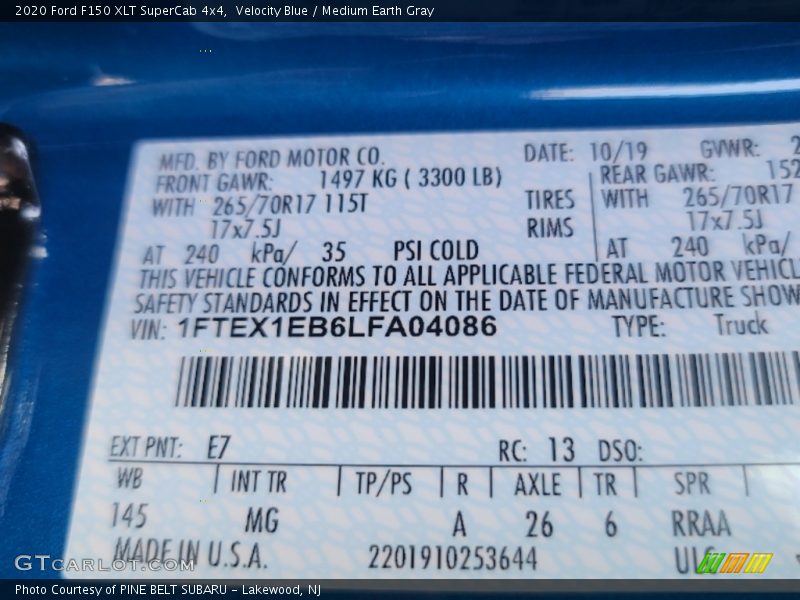 2020 Ford F150 XLT SuperCab 4x4,  Velocity Blue / Medium Earth Gray
MFD. BY FORD MOTOR CO. DATE: 10/19 GVWR:
FRONT GAWR: 1497 KG ( 3300 LB) REAR GAWR: 152
WITH 265/70R17 115T TIRES WITH 265/70R17
17x7.5J RIMS 17x7.5J
AT 240 kPa/ 35 PSI COLD AT 240 kPa/
THIS VEHICLE CONFORMS TO ALL APPLICABLE FEDERAL MOTOR VEHICL
SAFETY STANDARDS IN EFFECT ON THE DATE OF MANUFACTURE SHOW
VIN: 1FTEX1EB6LFA04086 TYPE: Truck
EXT PNT: E7 RC: 13 DSO:
WB INT TR TP/PS R AXLE TR SPR
145 MG A 26 6 RRAA
MADE IN U.S.A. 2201910253644
GTCarLot.com
Photo Courtesy of PINE BELT SUBARU - Lakewood, NJ